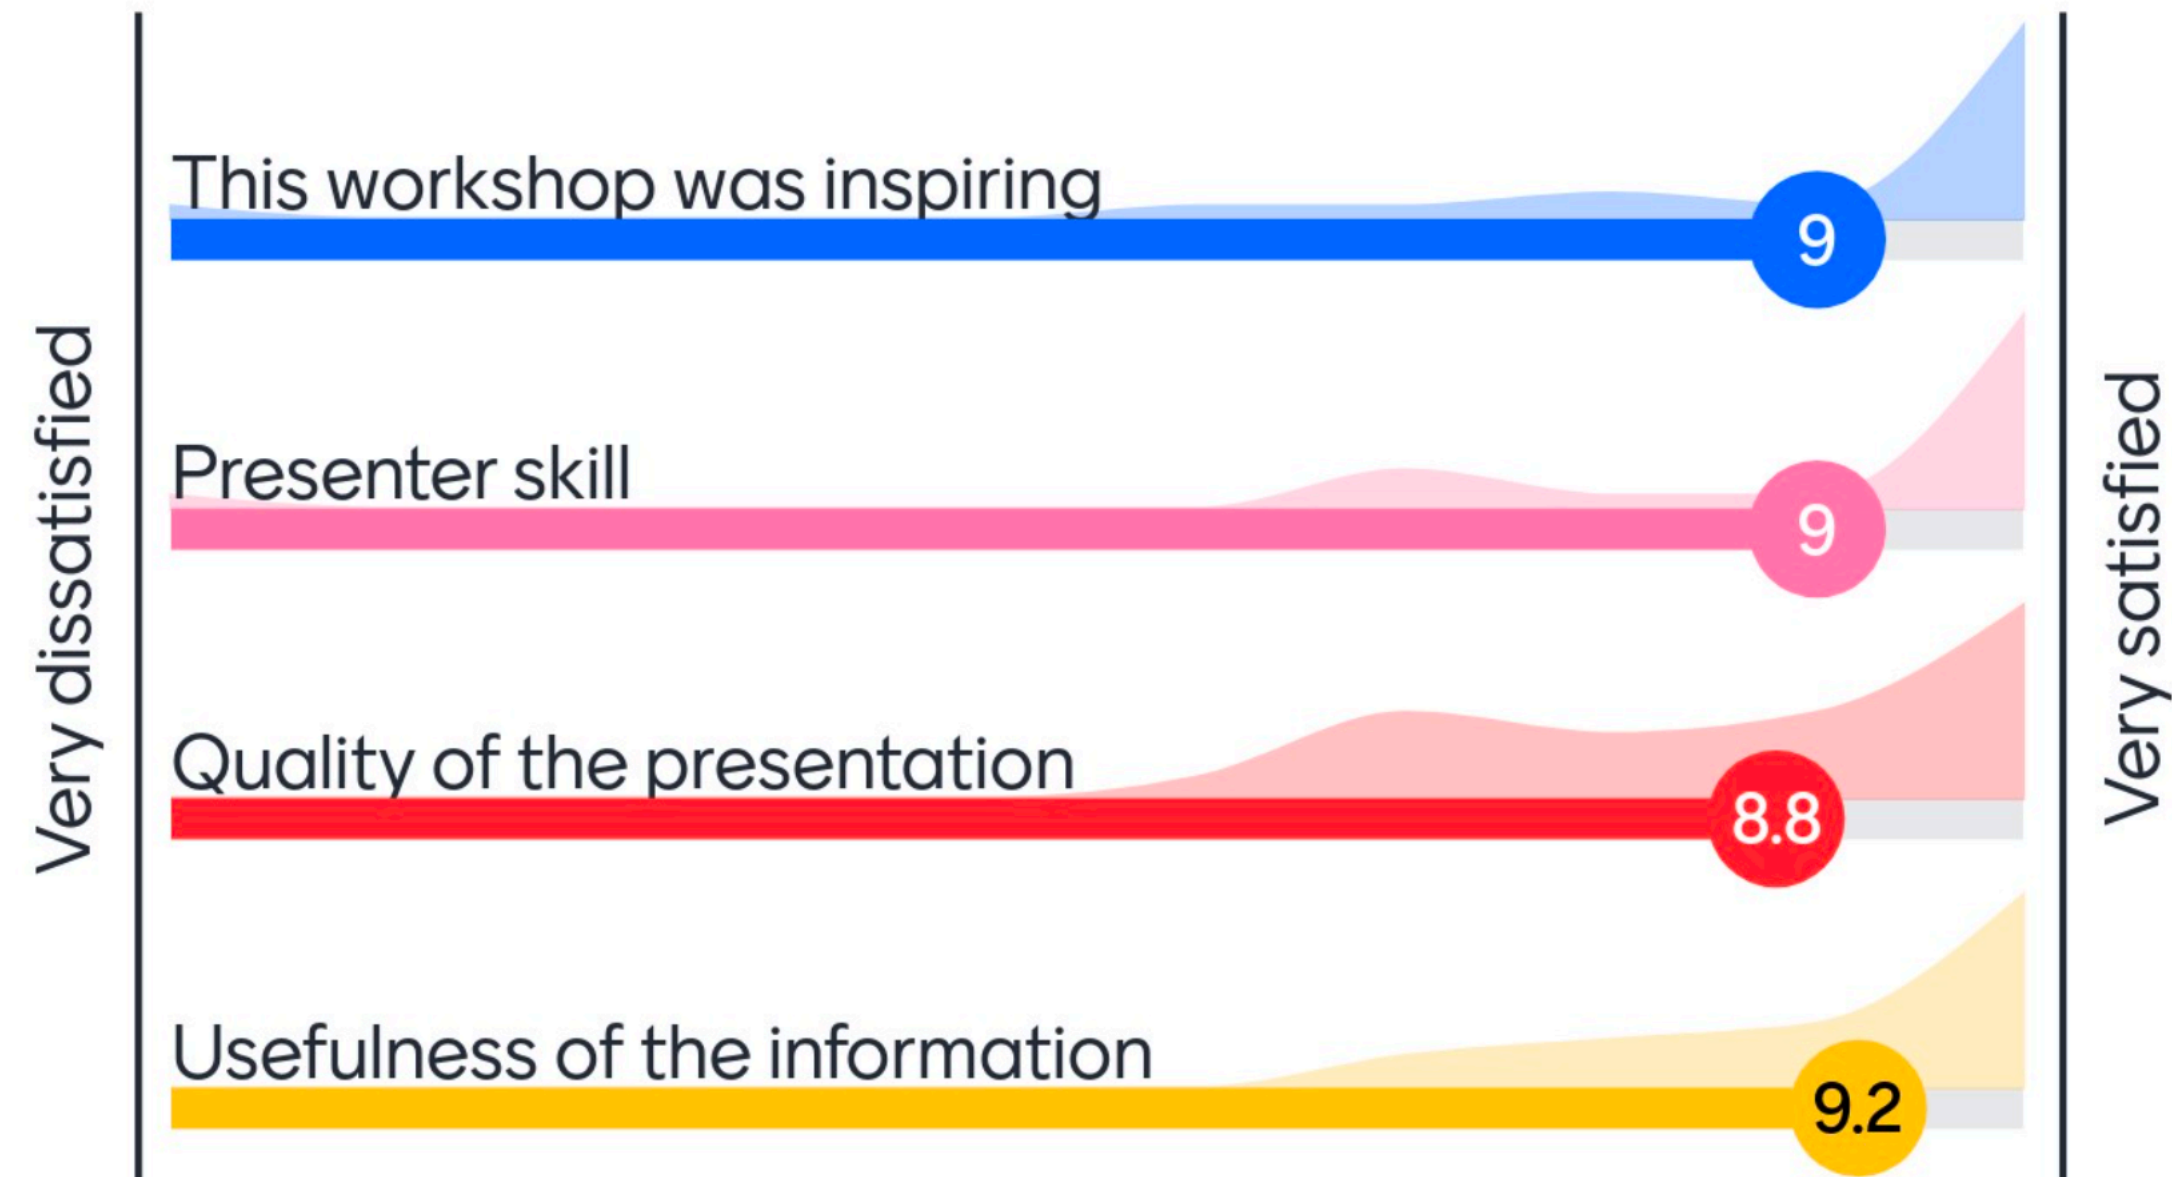 Very dissatisfied
This workshop was inspiring
9
Presenter skill
9
Quality of the presentation
8.8
Usefulness of the information
9.2
Very satisfied